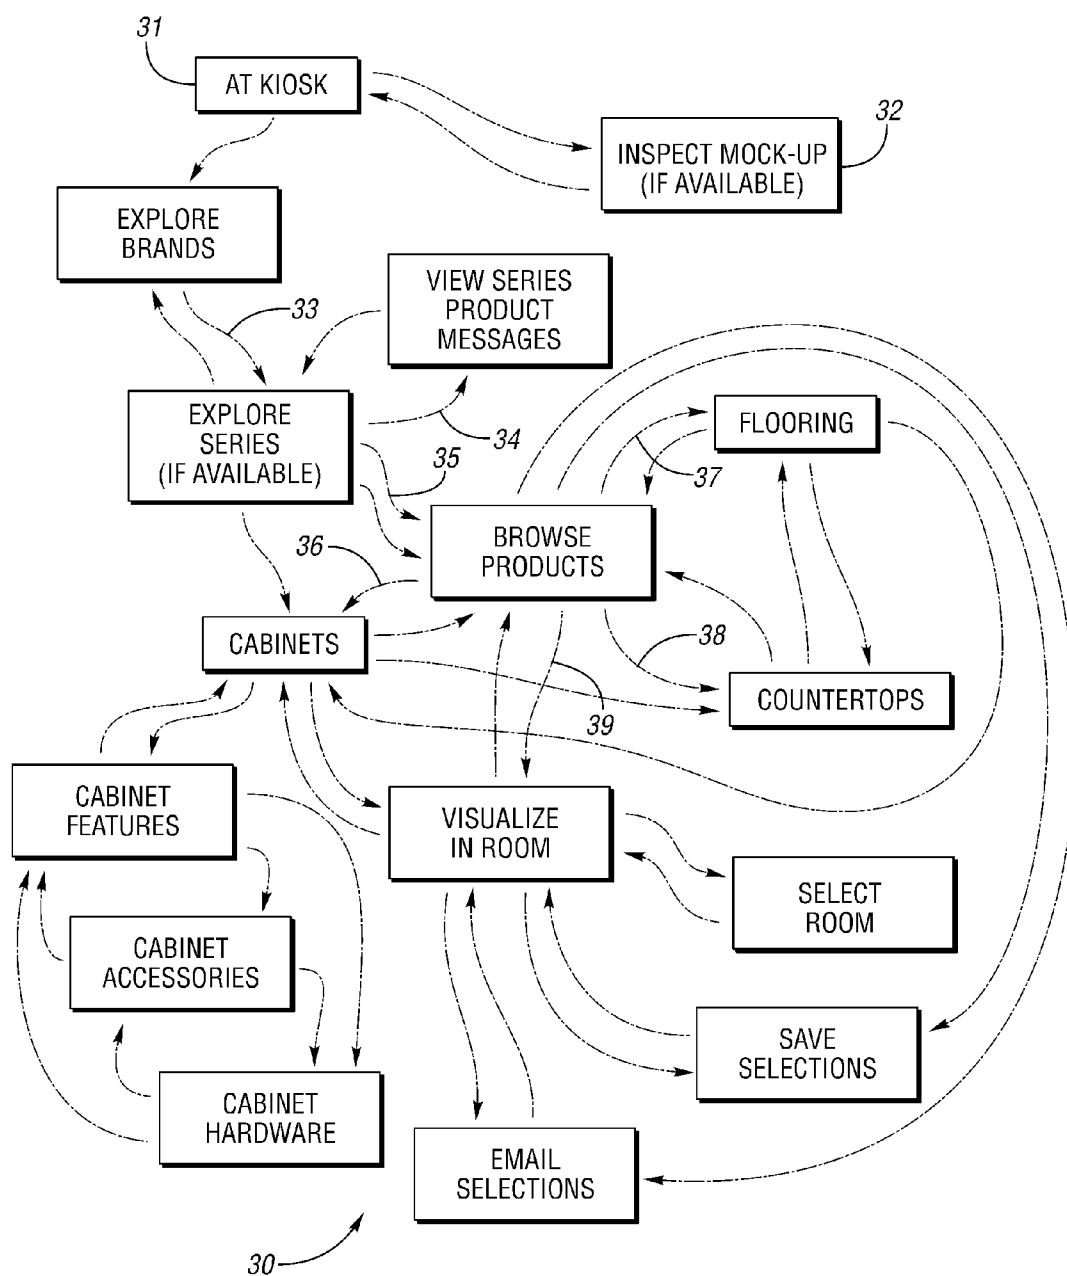 31
AT KIOSK
32
INSPECT MOCK-UP
(IF AVAILABLE)
EXPLORE
BRANDS
33
VIEW SERIES
PRODUCT
MESSAGES
EXPLORE
SERIES
(IF AVAILABLE)
34
35
FLOORING
37
36
BROWSE
PRODUCTS
CABINETS
38
39
COUNTERTOPS
CABINET
FEATURES
VISUALIZE
IN ROOM
SELECT
ROOM
CABINET
ACCESSORIES
SAVE
SELECTIONS
CABINET
HARDWARE
EMAIL
SELECTIONS
30